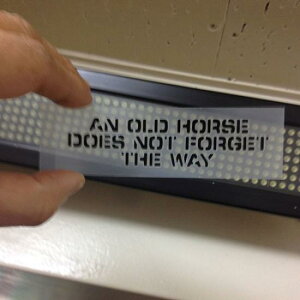 AN OLD HORSE
DOES NOT FORGET
THE WAY